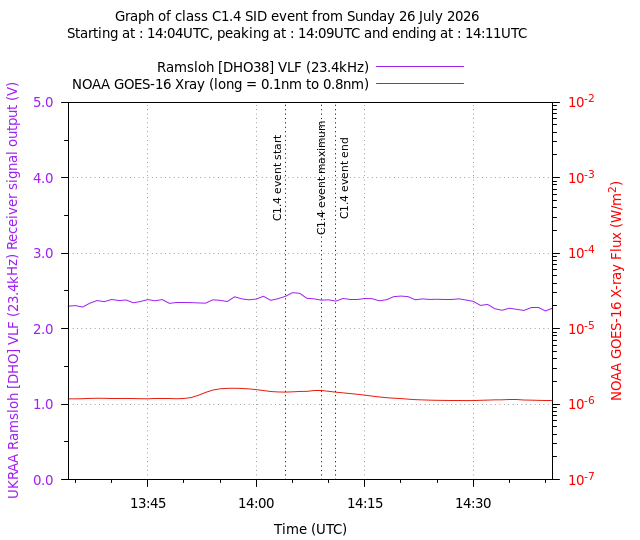 Graph of class C1.4 SID event from Sunday 26 July 2026
Starting at : 14:04UTC, peaking at : 14:09UTC and ending at : 14:11UTC
Ramsloh [DHO38] VLF (23.4kHz)
NOAA GOES-16 Xray (long = 0.1nm to 0.8nm)
UKRAA Ramsloh [DHO] VLF (23.4kHz) Receiver signal output (V)
5.0
4.0
3.0
2.0
1.0
0.0
C1.4 event start
C1.4 event maximum
C1.4 event end
10-2
10-3
10-4
10-5
10-6
10-7
NOAA GOES-16 X-ray Flux (W/m2)
13:45
14:00
14:15
14:30
Time (UTC)